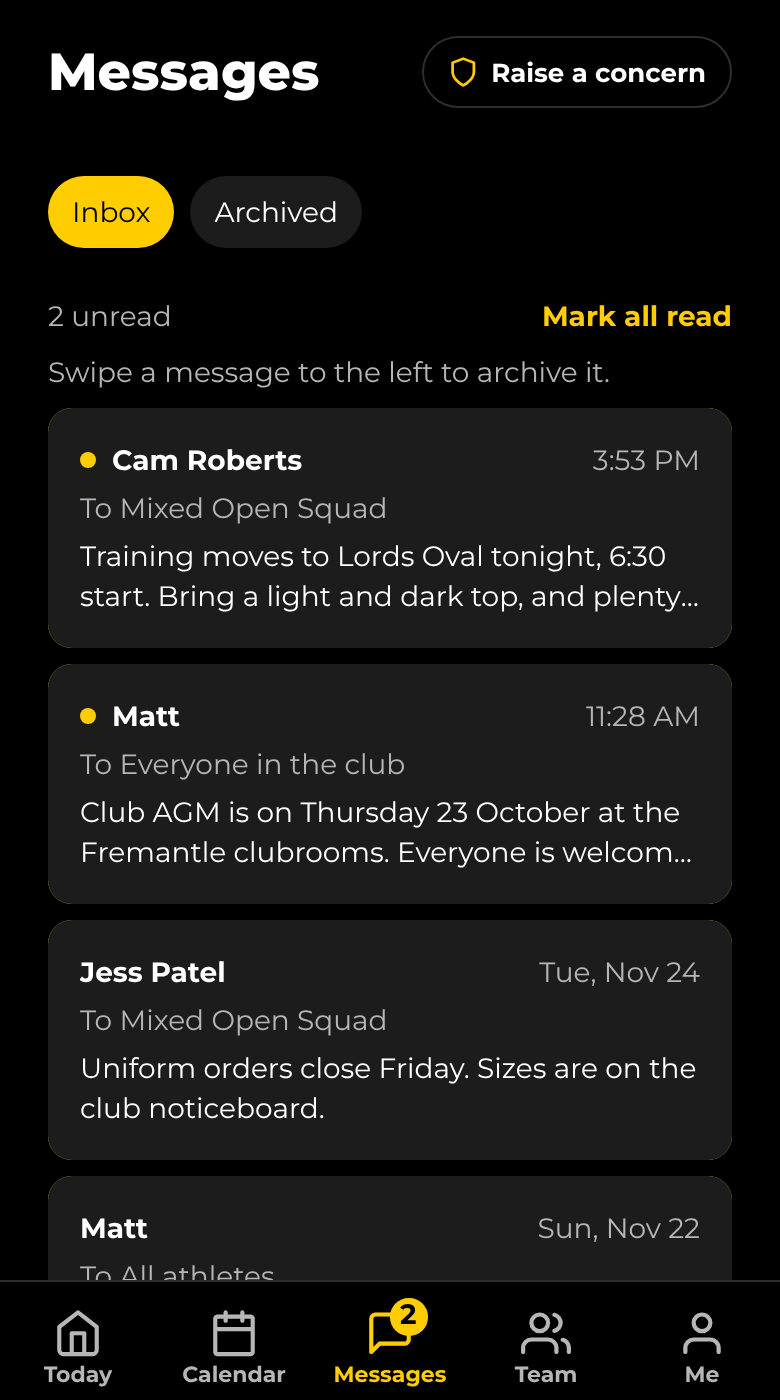 Messages
Raise a concern
Inbox
Archived
2 unread
Mark all read
Swipe a message to the left to archive it.
Cam Roberts
3:53 PM
To Mixed Open Squad
Training moves to Lords Oval tonight, 6:30
start. Bring a light and dark top, and plenty...
Matt
11:28 AM
To Everyone in the club
Club AGM is on Thursday 23 October at the
Fremantle clubrooms. Everyone is welcom...
Jess Patel
Tue, Nov 24
To Mixed Open Squad
Uniform orders close Friday. Sizes are on the
club noticeboard.
Matt
Sun, Nov 22
To All athletes
2
Today
Calendar
Messages
Team
Me